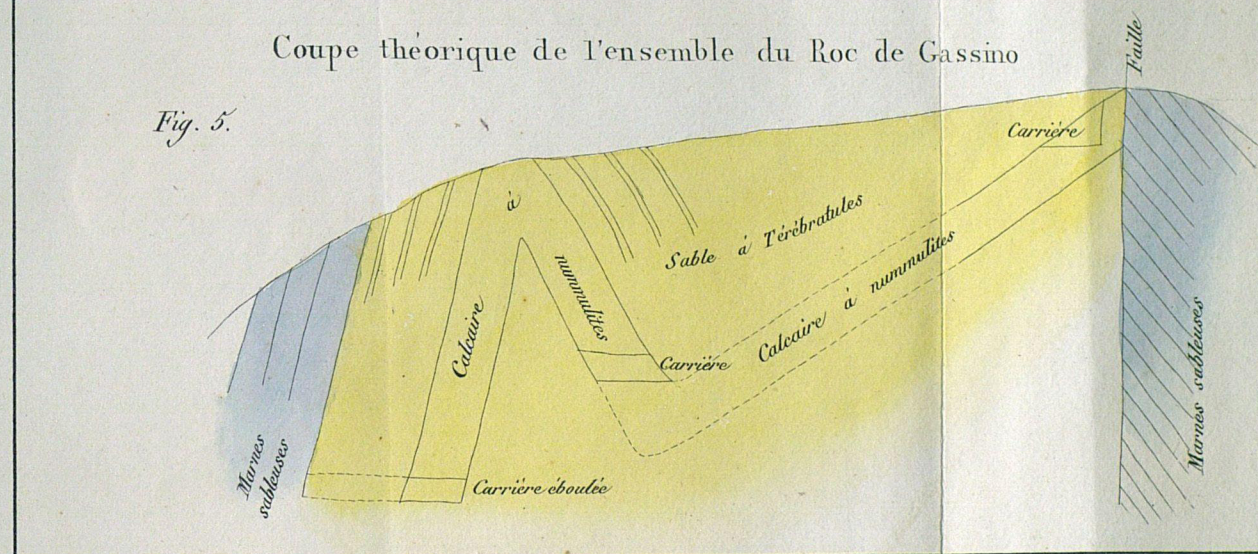 Coupe théorique de l'ensemble du Roc de Gassino
Fig. 5.
Faille
Carrière
à
Sable à Térébratules
nummulites
Calcaire
Calcaire à nummulites
Carrière
Marnes
sableuses
Carrière éboulée
Marnes sableuses